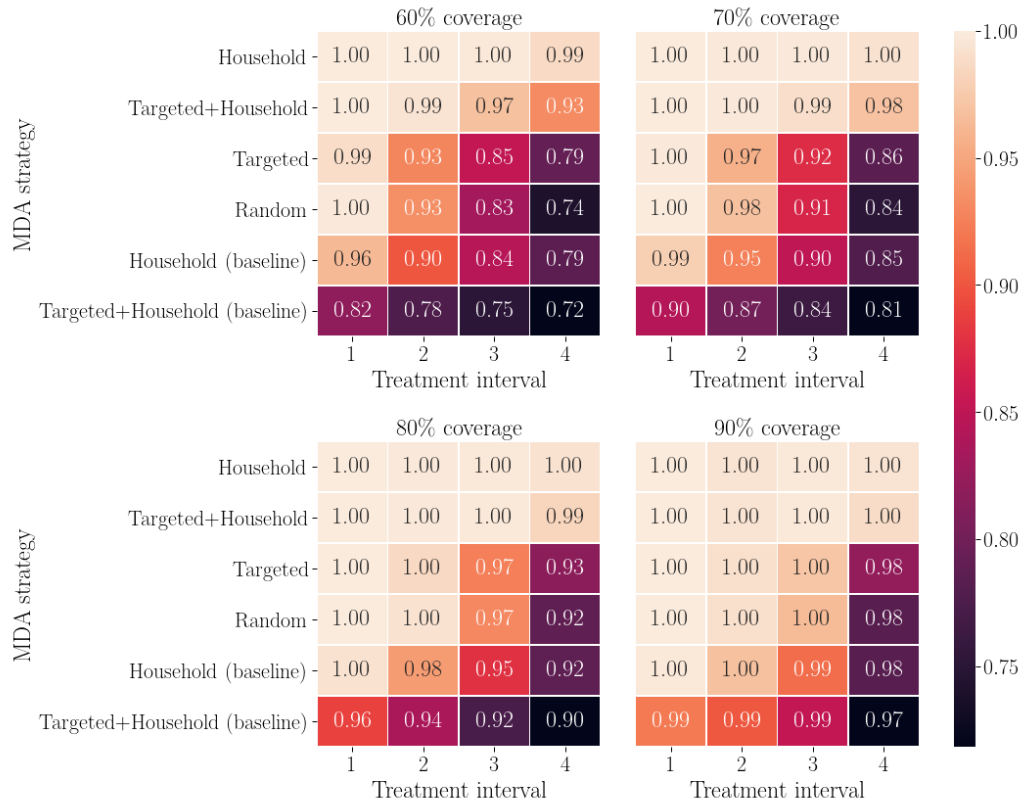 60% coverage
70% coverage
MDA strategy
Household 1.00 1.00 1.00 0.99 1.00 1.00 1.00 1.00
Targeted+Household 1.00 0.99 0.97 0.93 1.00 1.00 0.99 0.98
Targeted 0.99 0.93 0.85 0.79 1.00 0.97 0.92 0.86
Random 1.00 0.93 0.83 0.74 1.00 0.98 0.91 0.84
Household (baseline) 0.96 0.90 0.84 0.79 0.99 0.95 0.90 0.85
Targeted+Household (baseline) 0.82 0.78 0.75 0.72 0.90 0.87 0.84 0.81
1 2 3 4 1 2 3 4
Treatment interval
Treatment interval
80% coverage
90% coverage
MDA strategy
Household 1.00 1.00 1.00 1.00 1.00 1.00 1.00 1.00
Targeted+Household 1.00 1.00 1.00 0.99 1.00 1.00 1.00 1.00
Targeted 1.00 1.00 0.97 0.93 1.00 1.00 1.00 0.98
Random 1.00 1.00 0.97 0.92 1.00 1.00 1.00 0.98
Household (baseline) 1.00 0.98 0.95 0.92 1.00 1.00 0.99 0.98
Targeted+Household (baseline) 0.96 0.94 0.92 0.90 0.99 0.99 0.99 0.97
1 2 3 4 1 2 3 4
Treatment interval
Treatment interval
1.00
0.95
0.90
0.85
0.80
0.75